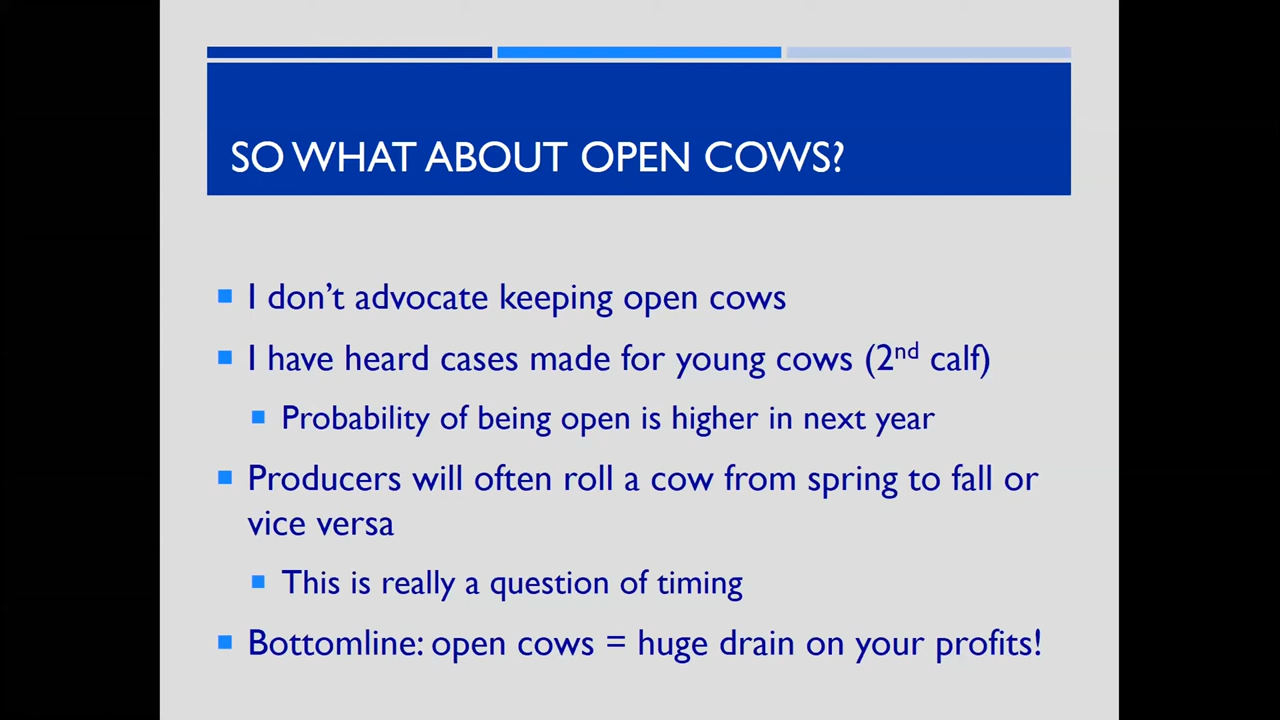 SO WHAT ABOUT OPEN COWS?
I don’t advocate keeping open cows
I have heard cases made for young cows (2nd calf)
Probability of being open is higher in next year
Producers will often roll a cow from spring to fall or
vice versa
This is really a question of timing
Bottomline: open cows = huge drain on your profits!